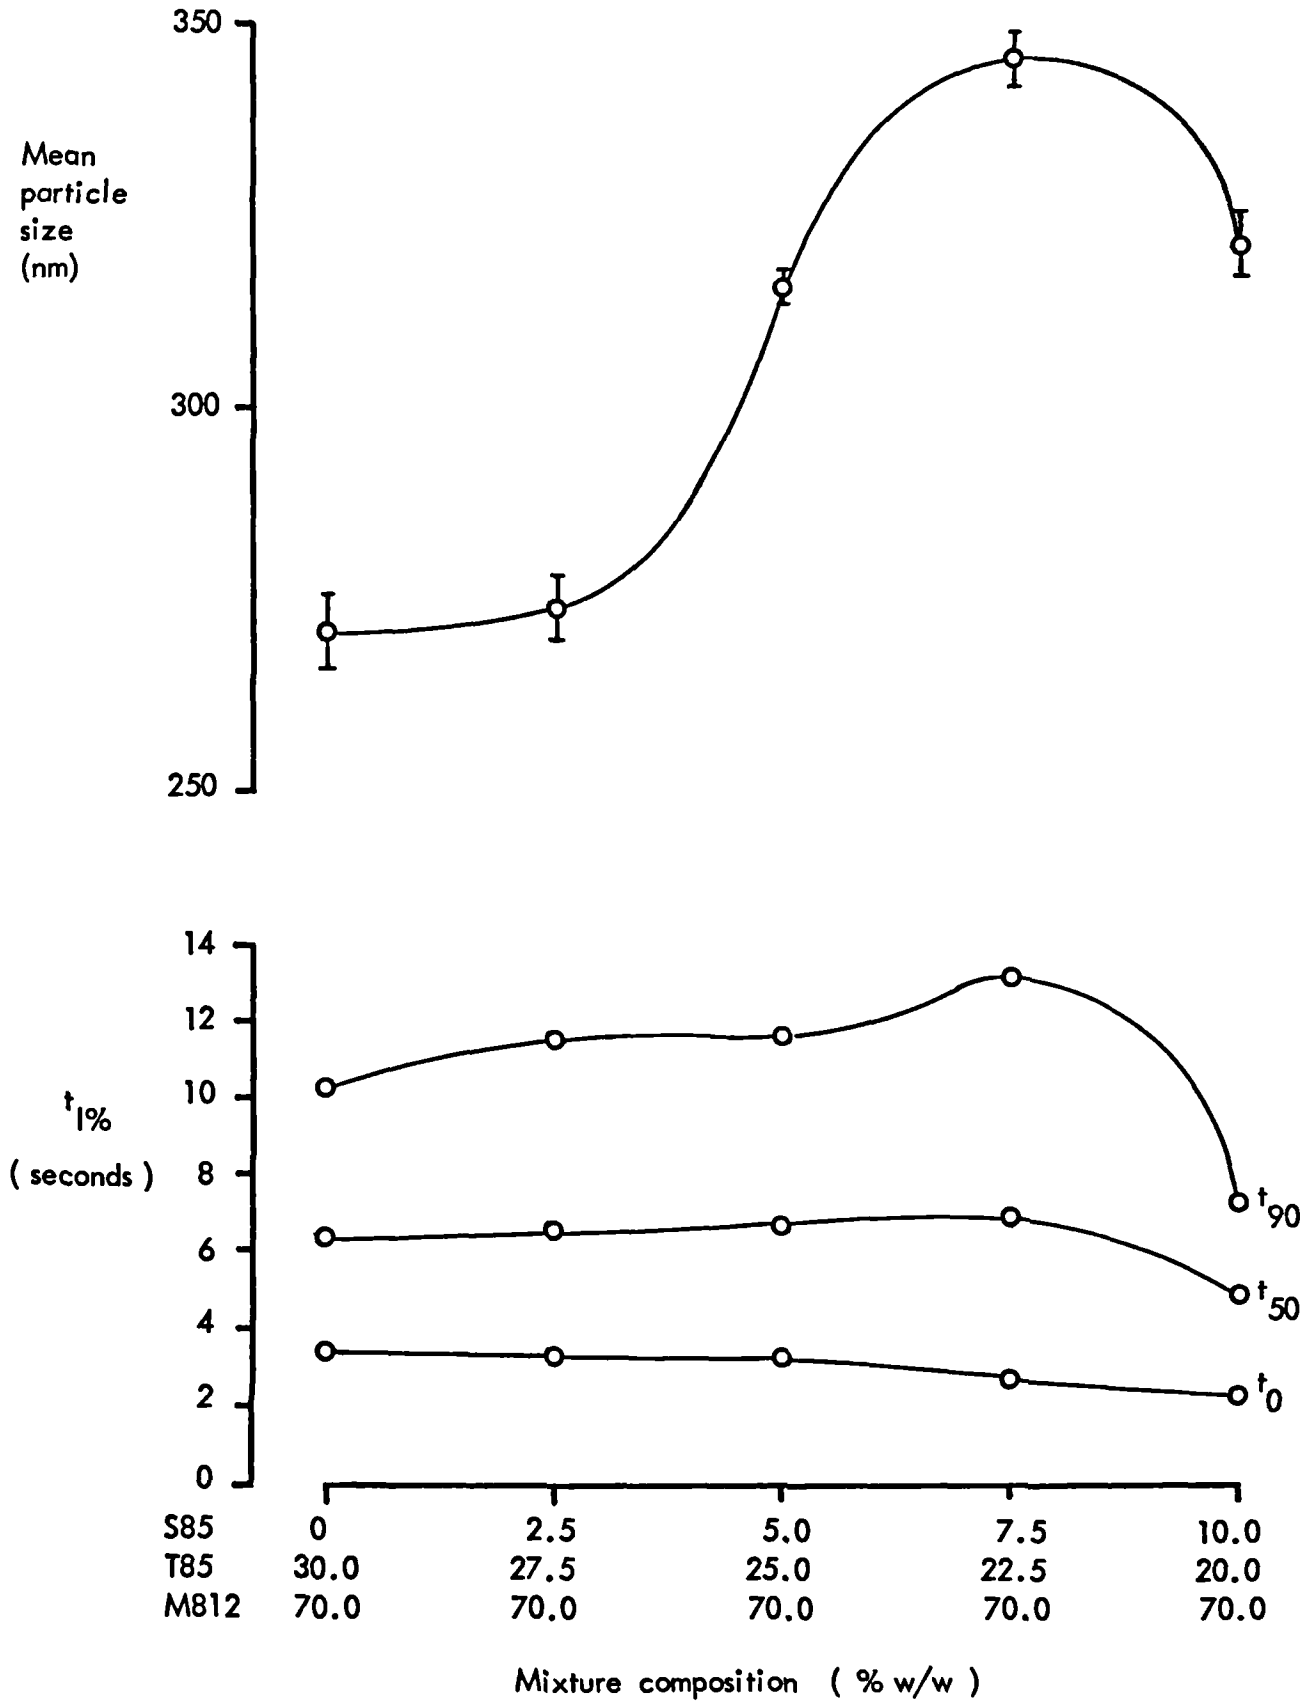 350
Mean
particle
size
(nm)
300
250
14
12
10
t1%
( seconds )
8
6
4
2
0
t90
t50
t0
S85 0 2.5 5.0 7.5 10.0
T85 30.0 27.5 25.0 22.5 20.0
M812 70.0 70.0 70.0 70.0 70.0
Mixture composition ( % w/w )